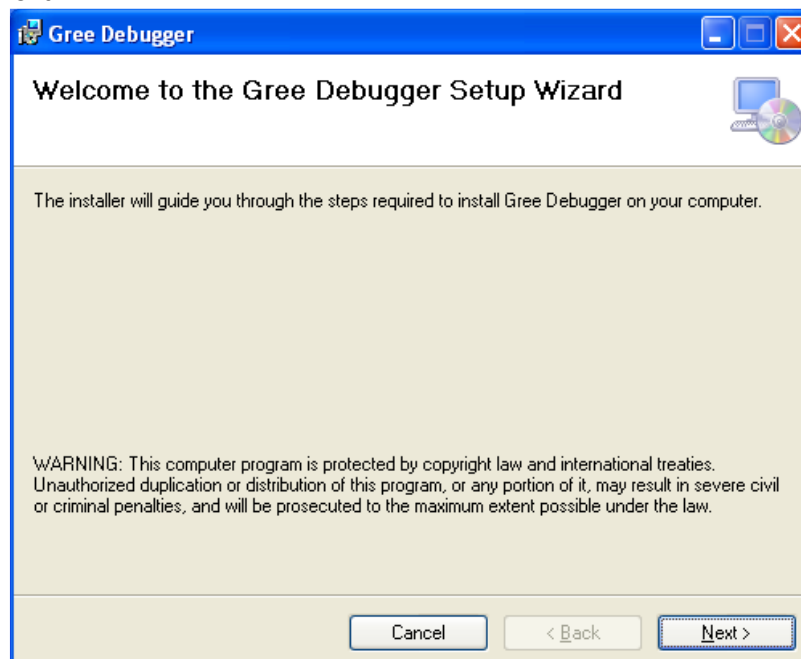 Gree Debugger
Welcome to the Gree Debugger Setup Wizard
The installer will guide you through the steps required to install Gree Debugger on your computer.
WARNING: This computer program is protected by copyright law and international treaties.
Unauthorized duplication or distribution of this program, or any portion of it, may result in severe civil
or criminal penalties, and will be prosecuted to the maximum extent possible under the law.
Cancel
< Back
Next >